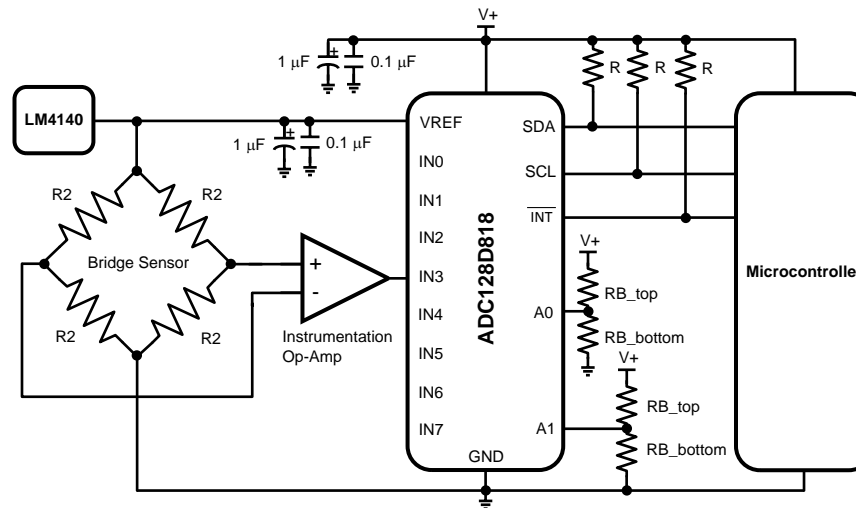 V+
1 µF
+
0.1 µF
R
R
R
LM4140
1 µF
+
0.1 µF
VREF
IN0
IN1
IN2
IN3
IN4
IN5
IN6
IN7
GND
ADC128D818
SDA
SCL
INT
A0
A1
R2
R2
Bridge Sensor
R2
R2
+
-
Instrumentation
Op-Amp
V+
RB_top
RB_bottom
V+
RB_top
RB_bottom
Microcontrolle